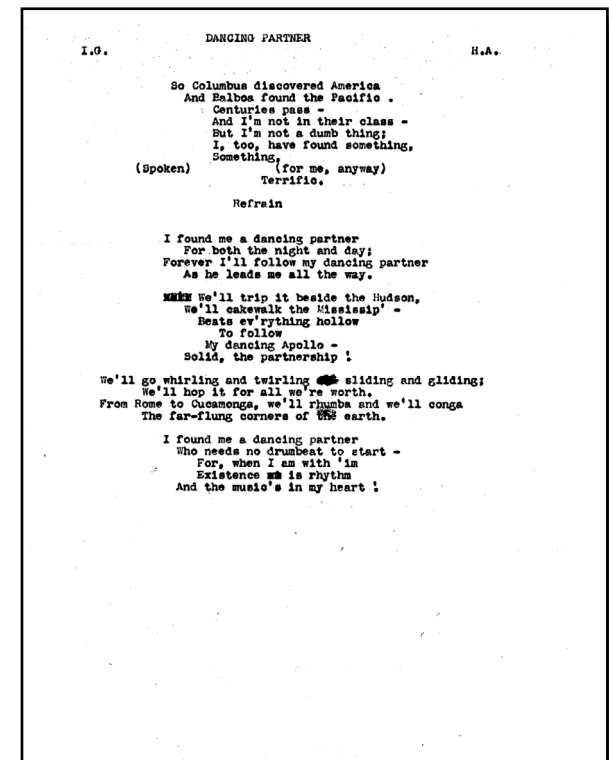 DANCING PARTNER
I.G. H.A.
So Columbus discovered America
And Balboa found the Pacific .
Centuries pass -
And I'm not in their class -
But I'm not a dumb thing;
I, too, have found something,
Something,
(Spoken) (for me, anyway)
Terrific.
Refrain
I found me a dancing partner
For both the night and day;
Forever I'll follow my dancing partner
As he leads me all the way.
We'll trip it beside the Hudson,
We'll cakewalk the Mississip' -
Beats ev'rything hollow
To follow
My dancing Apollo -
Solid, the partnership !
We'll go whirling and twirling sliding and gliding;
We'll hop it for all we're worth.
From Rome to Cucamonga, we'll rhumba and we'll conga
The far-flung corners of the earth.
I found me a dancing partner
Who needs no drumbeat to start -
For, when I am with 'im
Existence is rhythm
And the music's in my heart !